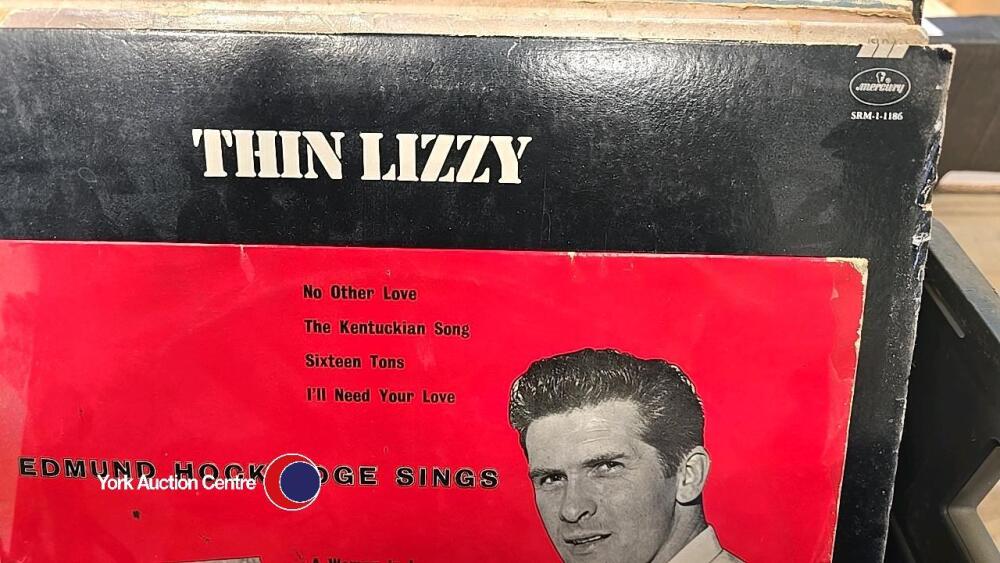 mercury
SRM-1-1186
THIN LIZZY
No Other Love
The Kentuckian Song
Sixteen Tons
I'll Need Your Love
EDMUND HOCK DGE SINGS
York Auction Centre